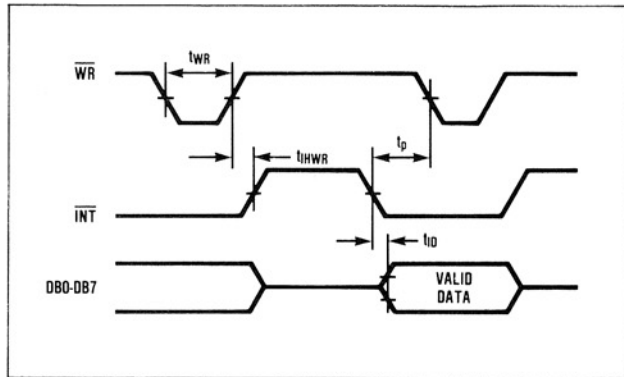 WR
tWR
tIHWR
tp
INT
tID
DB0-DB7
VALID
DATA